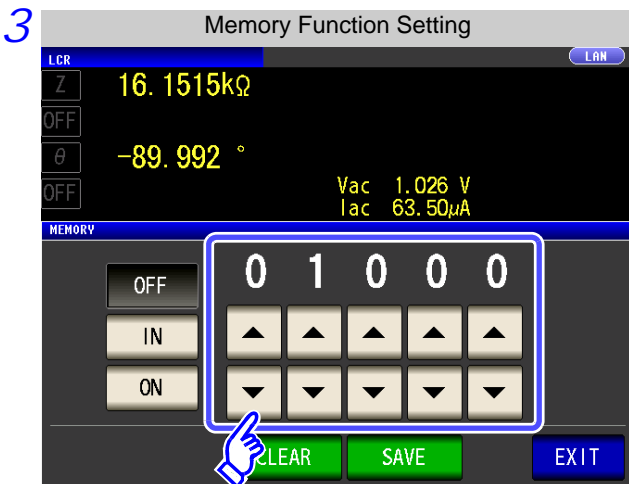 3
Memory Function Setting
LCR
LAN
Z
16.1515kΩ
OFF
θ
-89.992 °
OFF
Vac 1.026 V
Iac 63.50μA
MEMORY
OFF
0 1 0 0 0
IN
▲ ▲ ▲ ▲ ▲
ON
▼ ▼ ▼ ▼ ▼
CLEAR
SAVE
EXIT